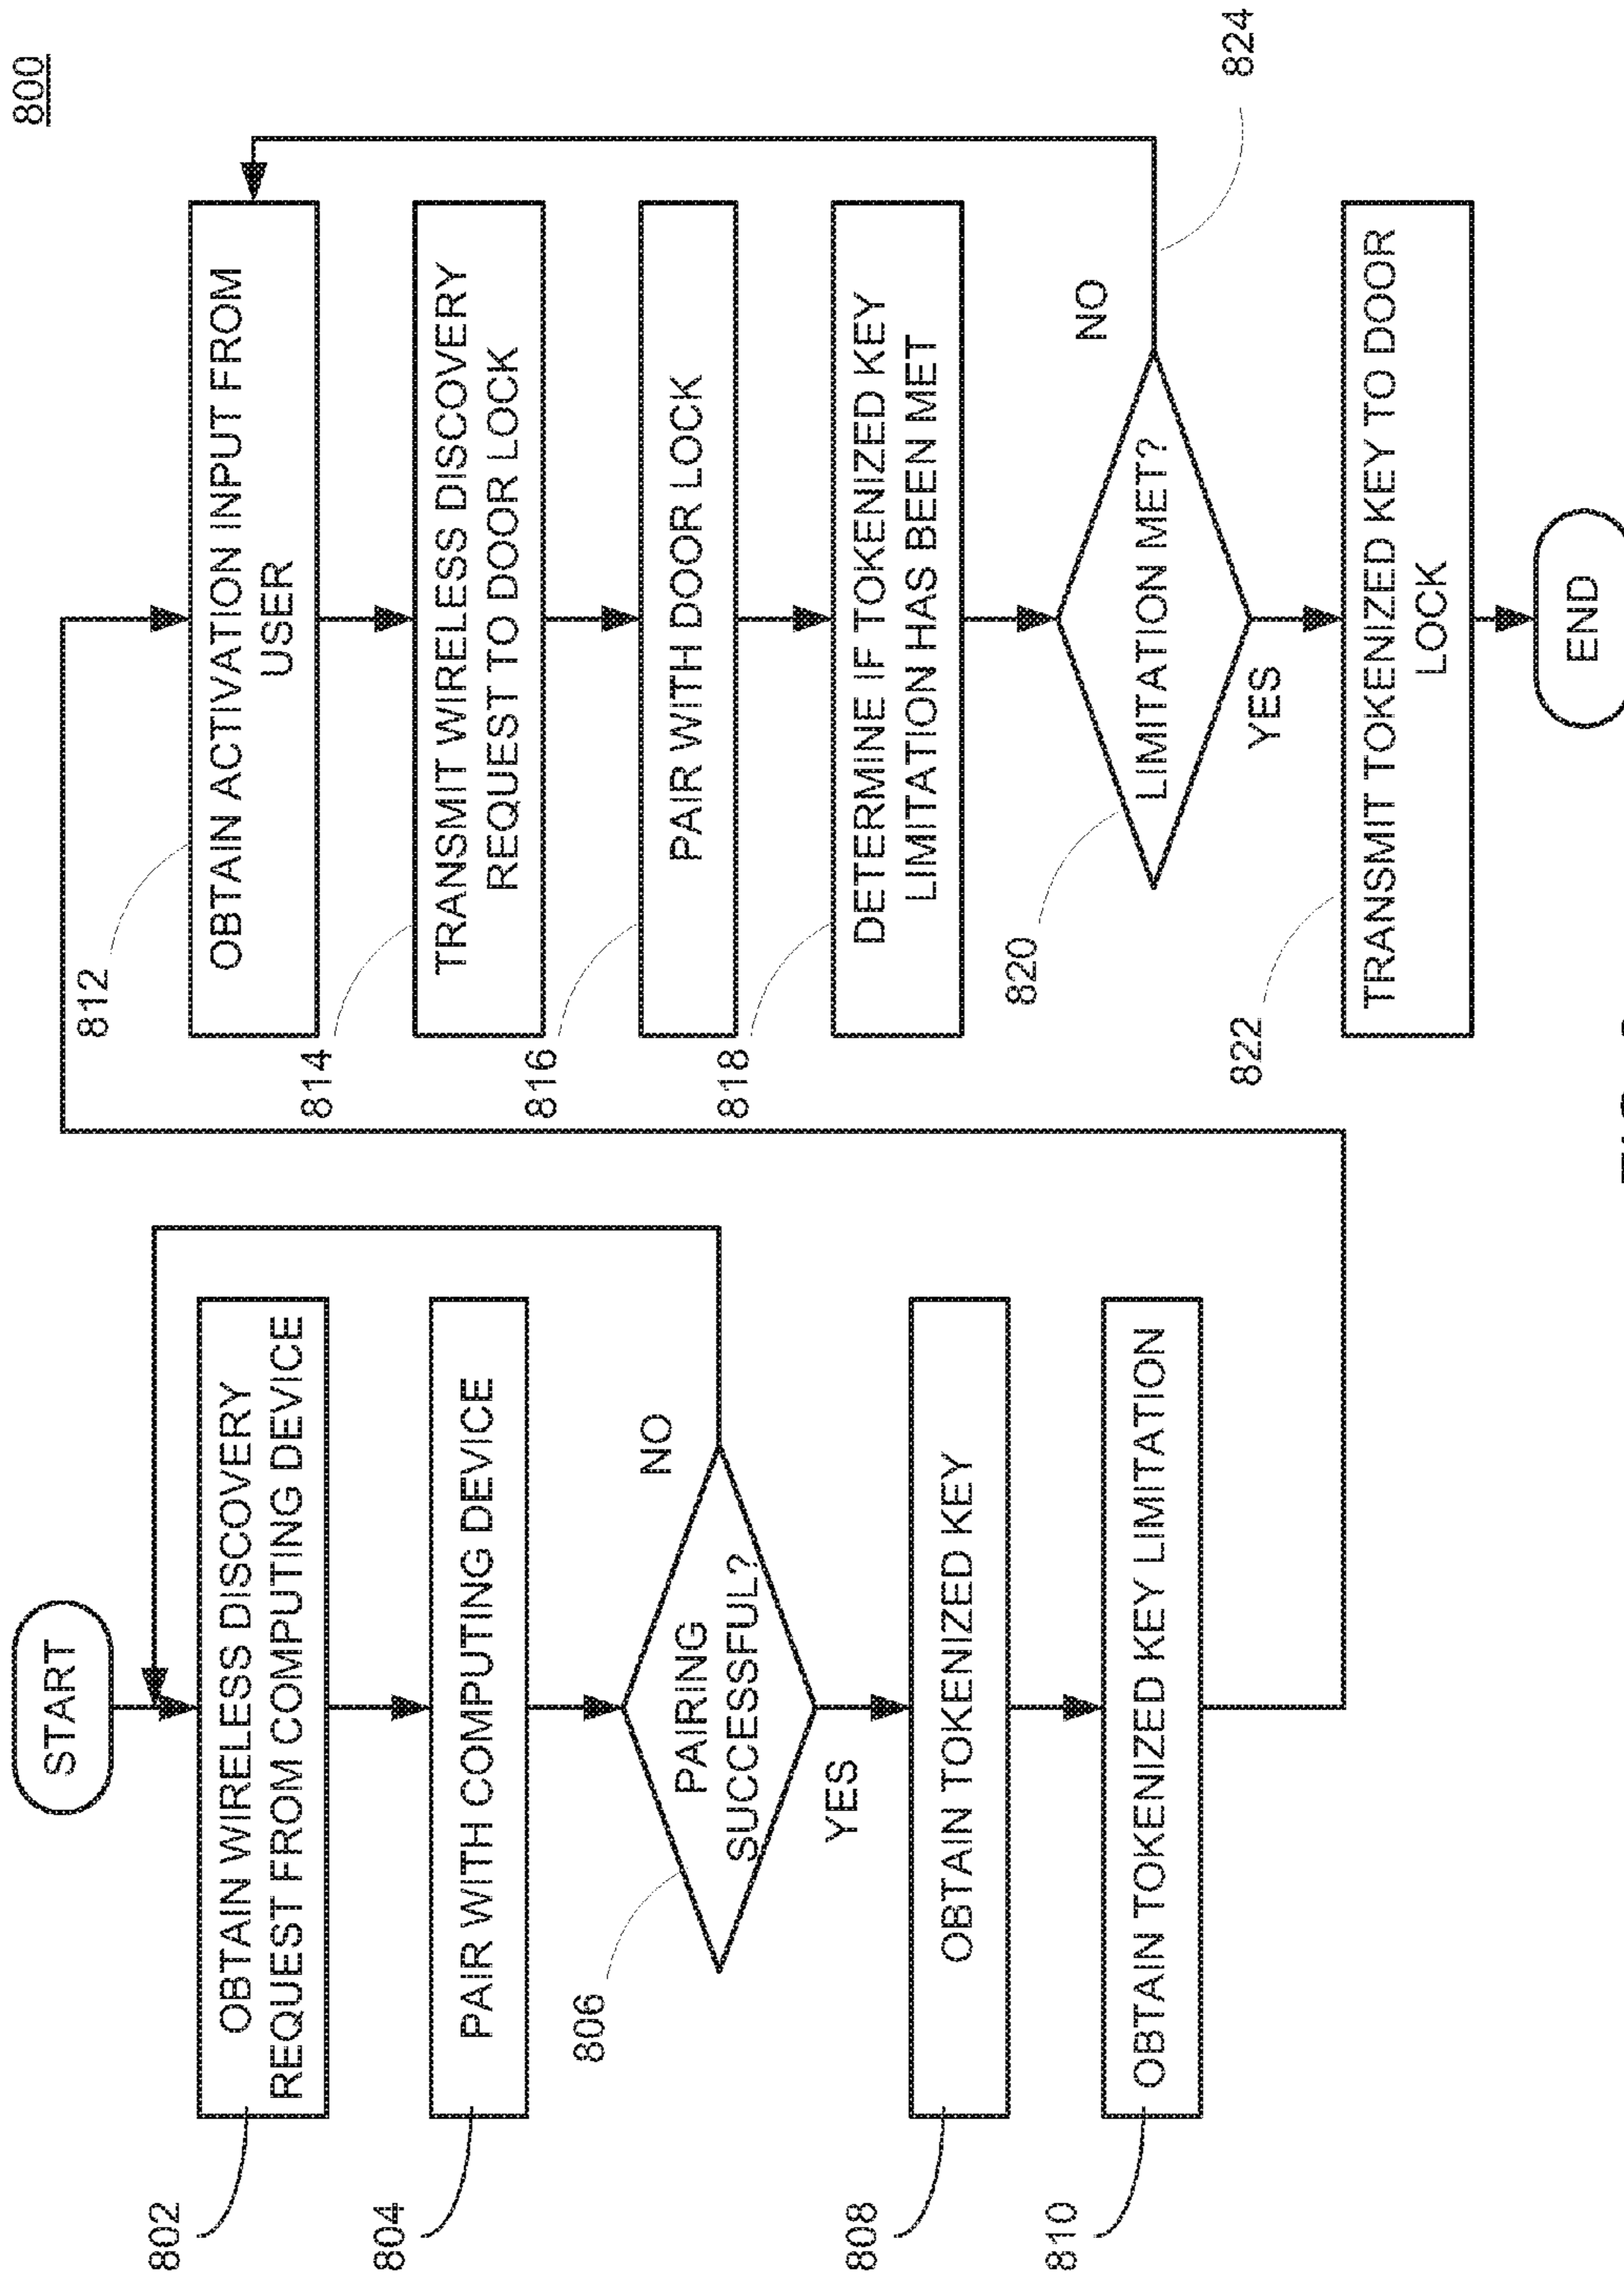 800
START
802
OBTAIN WIRELESS DISCOVERY
REQUEST FROM COMPUTING DEVICE
804
PAIR WITH COMPUTING DEVICE
806
PAIRING
SUCCESSFUL?
NO
YES
808
OBTAIN TOKENIZED KEY
810
OBTAIN TOKENIZED KEY LIMITATION
812
OBTAIN ACTIVATION INPUT FROM
USER
814
TRANSMIT WIRELESS DISCOVERY
REQUEST TO DOOR LOCK
816
PAIR WITH DOOR LOCK
818
DETERMINE IF TOKENIZED KEY
LIMITATION HAS BEEN MET
820
LIMITATION MET?
NO
824
YES
822
TRANSMIT TOKENIZED KEY TO DOOR
LOCK
END